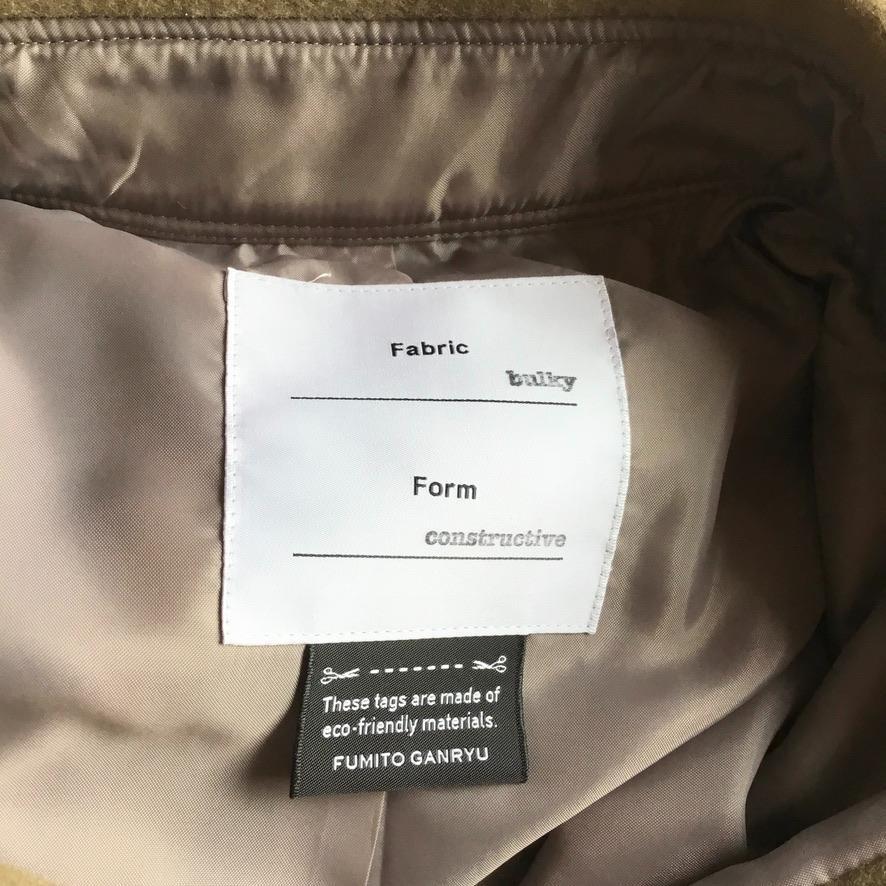 Fabric
bulky
Form
constructive
These tags are made of
eco-friendly materials.
FUMITO GANRYU